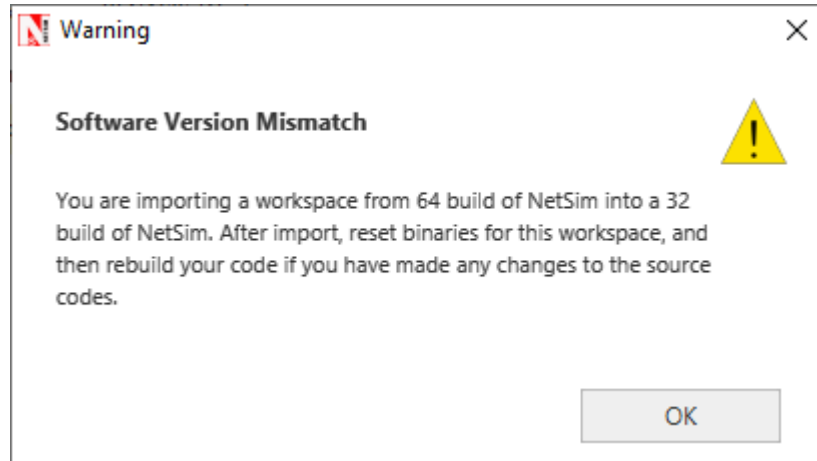 Warning
Software Version Mismatch
You are importing a workspace from 64 build of NetSim into a 32
build of NetSim. After import, reset binaries for this workspace, and
then rebuild your code if you have made any changes to the source
codes.
OK